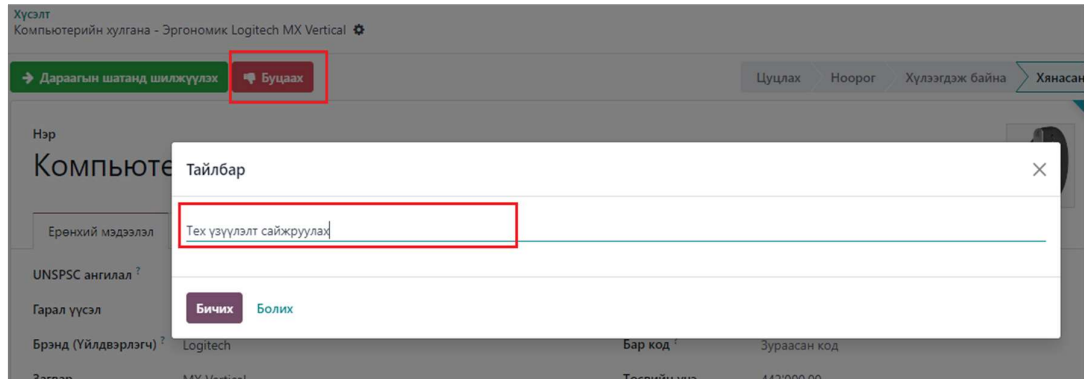 Хүсэлт
Компьютерийн хулгана - Эргономик Logitech MX Vertical
Дараагын шатанд шилжүүлэх
Буцаах
Цуцлах Ноорог Хүлээгдэж байна Хянасан
Нэр
Компьюте
Тайлбар
Тех үзүүлэлт сайжруулах
Ерөнхий мэдээлэл
UNSPSC ангилал ?
Бичих Болих
Гарал үүсэл
Брэнд (Үйлдвэрлэгч) ? Logitech Бар код ? Зураасан код
Загвар MX Vertical Төсвийн үнэ 442'000.00